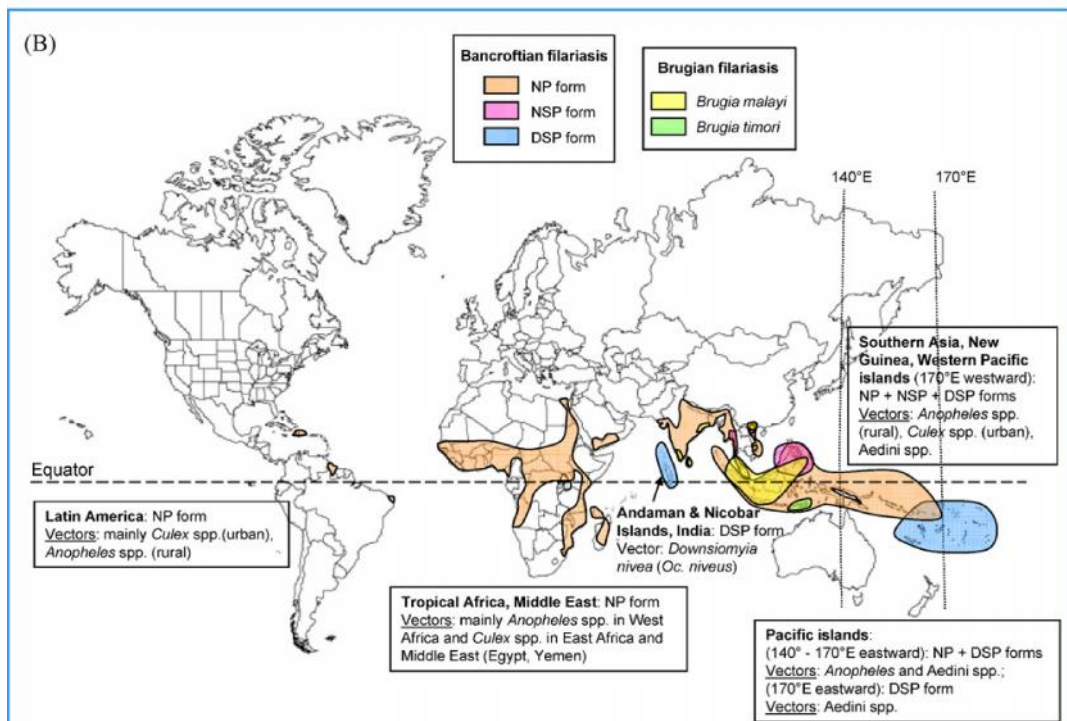 (B)
Bancroftian filariasis
NP form
NSP form
DSP form
Brugian filariasis
Brugia malayi
Brugia timori
140°E
170°E
Southern Asia, New
Guinea, Western Pacific
islands (170°E westward):
NP + NSP + DSP forms
Vectors: Anopheles spp.
(rural), Culex spp. (urban),
Aedini spp.
Equator
Latin America: NP form
Vectors: mainly Culex spp.(urban),
Anopheles spp. (rural)
Andaman & Nicobar
Islands, India: DSP form
Vector: Downsiomyia
nivea (Oc. niveus)
Tropical Africa, Middle East: NP form
Vectors: mainly Anopheles spp. in West
Africa and Culex spp. in East Africa and
Middle East (Egypt, Yemen)
Pacific islands:
(140° - 170°E eastward): NP + DSP forms
Vectors: Anopheles and Aedini spp.;
(170°E eastward): DSP form
Vectors: Aedini spp.